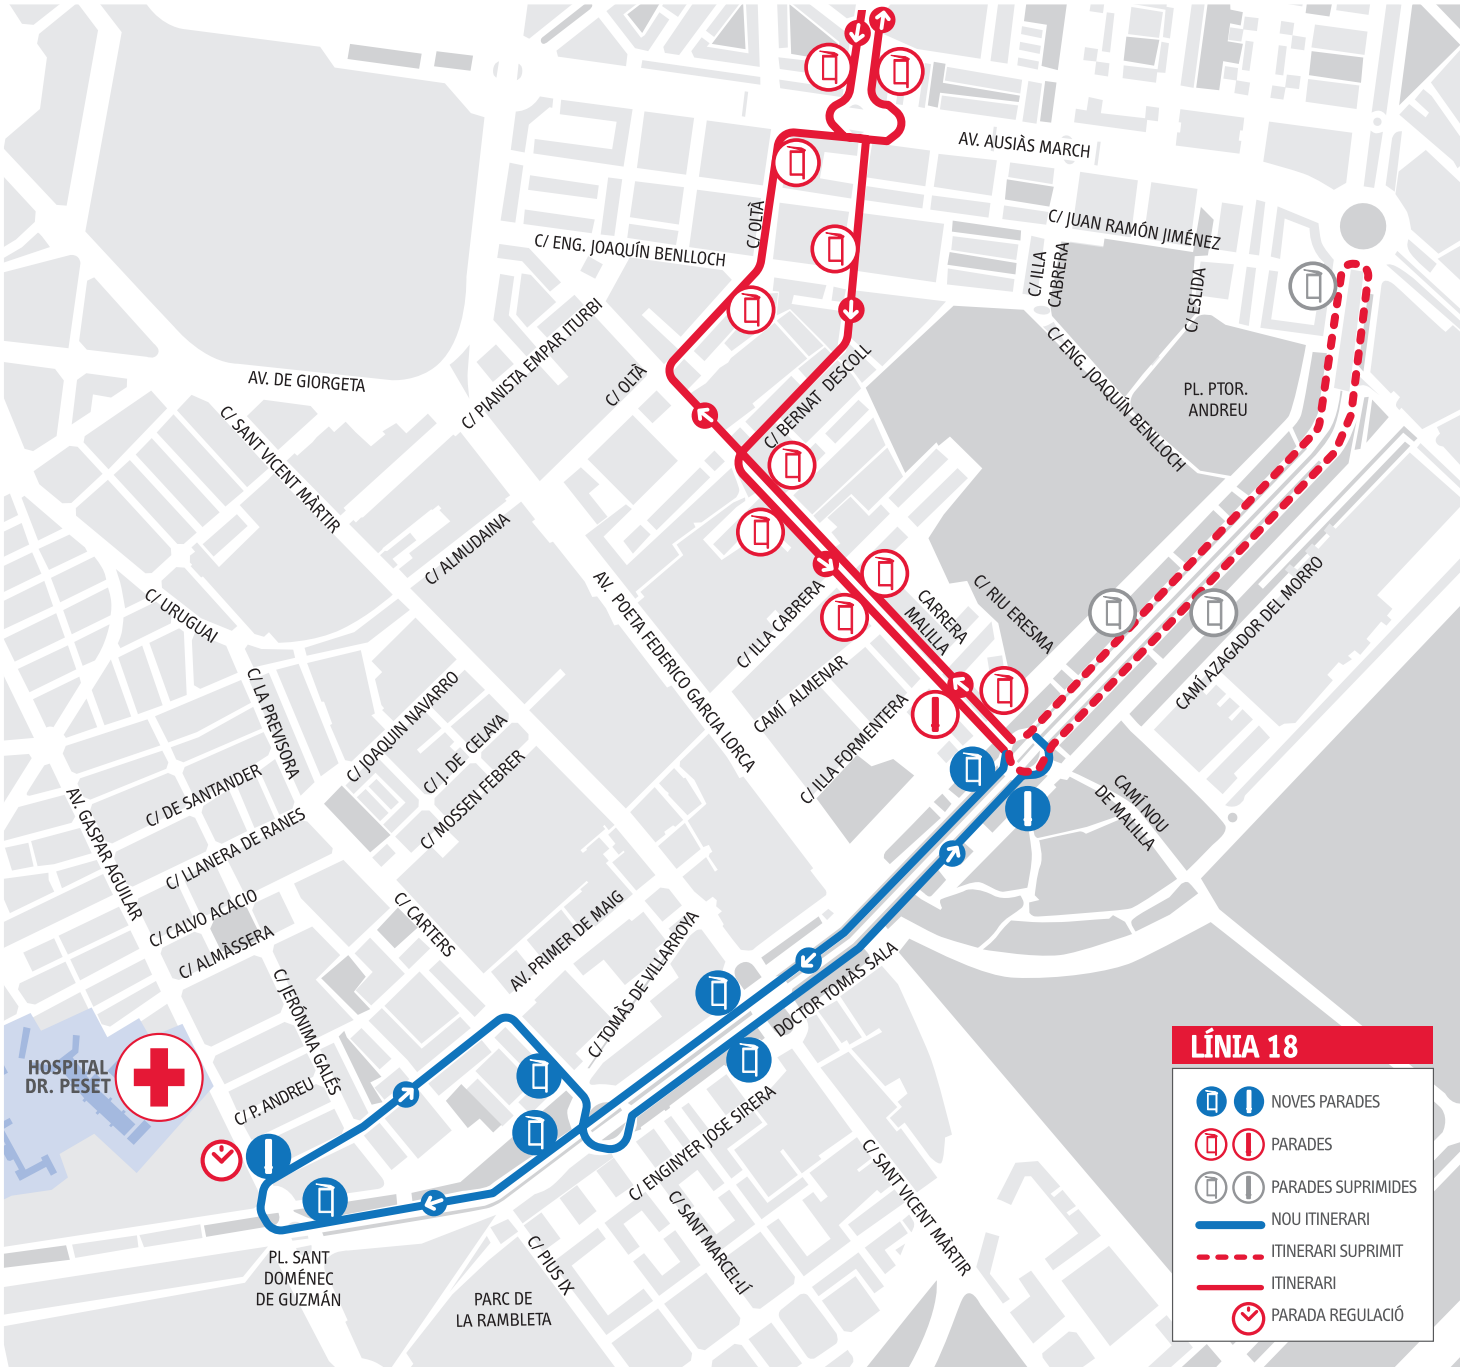 AV. AUSIÀS MARCH
C/ JUAN RAMÓN JIMÉNEZ
C/ OLTÀ
C/ ENG. JOAQUÍN BENLLOCH
C/ ILLA
CABRERA
C/ ESLIDA
C/ PIANISTA EMPAR ITURBI
C/ ENG. JOAQUÍN BENLLOCH
AV. DE GIORGETA
C/ OLTÀ
C/ BERNAT DESCOLL
PL. PTOR.
ANDREU
C/ SANT VICENT MÀRTIR
C/ ALMUDAINA
C/ URUGUAI
AV. POETA FEDERICO GARCIA LORCA
C/ ILLA CABRERA
CARRERA
MALILLA
C/ RIU ERESMA
CAMÍ AZAGADOR DEL MORRO
C/ LA PREVISORA
C/ JOAQUIN NAVARRO
CAMÍ ALMENAR
C/ ILLA FORMENTERA
C/ J. DE CELAYA
C/ MOSSEN FEBRER
C/ DE SANTANDER
AV. GASPAR AGUILAR
C/ LLANERA DE RANES
CAMÍ NOU
DE MALILLA
C/ CALVO ACACIO
C/ CARTERS
AV. PRIMER DE MAIG
C/ ALMÀSSERA
C/ TOMÀS DE VILLARROYA
DOCTOR TOMÀS SALA
C/ JERÓNIMA GALÉS
HOSPITAL
DR. PESET
C/ P. ANDREU
C/ ENGINYER JOSE SIRERA
C/ SANT VICENT MÀRTIR
C/ SANT MARCEL·LÍ
C/ PIUS IX
PL. SANT
DOMÉNEC
DE GUZMÁN
PARC DE
LA RAMBLETA
LÍNIA 18
NOVES PARADES
PARADES
PARADES SUPRIMIDES
NOU ITINERARI
ITINERARI SUPRIMIT
ITINERARI
PARADA REGULACIÓ